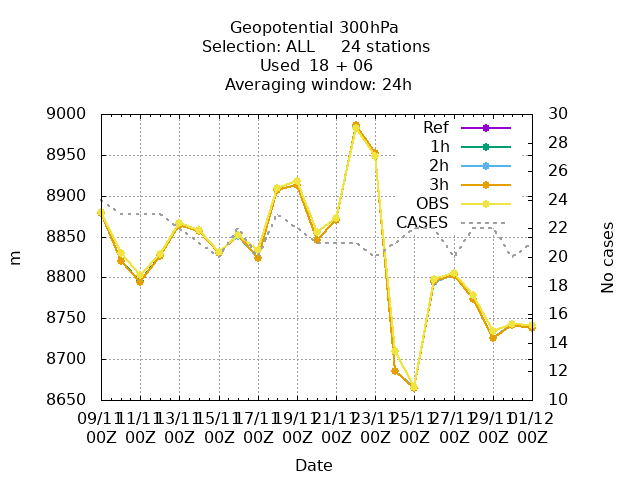 Geopotential 300hPa
Selection: ALL 24 stations
Used 18 + 06
Averaging window: 24h
9000
8950
8900
8850
8800
8750
8700
8650
m
30
28
26
24
22
20
18
16
14
12
10
No cases
Ref
1h
2h
3h
OBS
CASES
09/11 11/11 13/11 15/11 17/11 19/11 21/11 23/11 25/11 27/11 29/11 01/12
00Z 00Z 00Z 00Z 00Z 00Z 00Z 00Z 00Z 00Z 00Z 00Z
Date